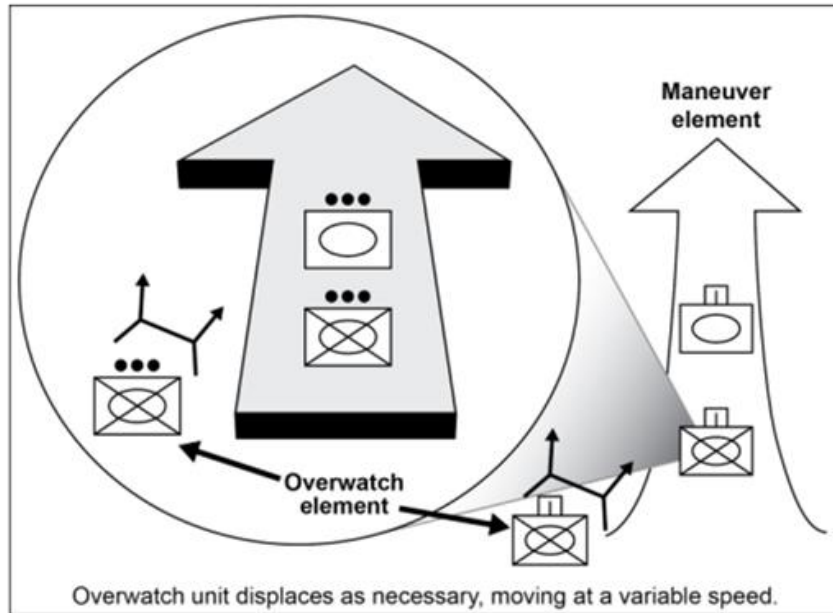 Maneuver
element
Overwatch
element
Overwatch unit displaces as necessary, moving at a variable speed.